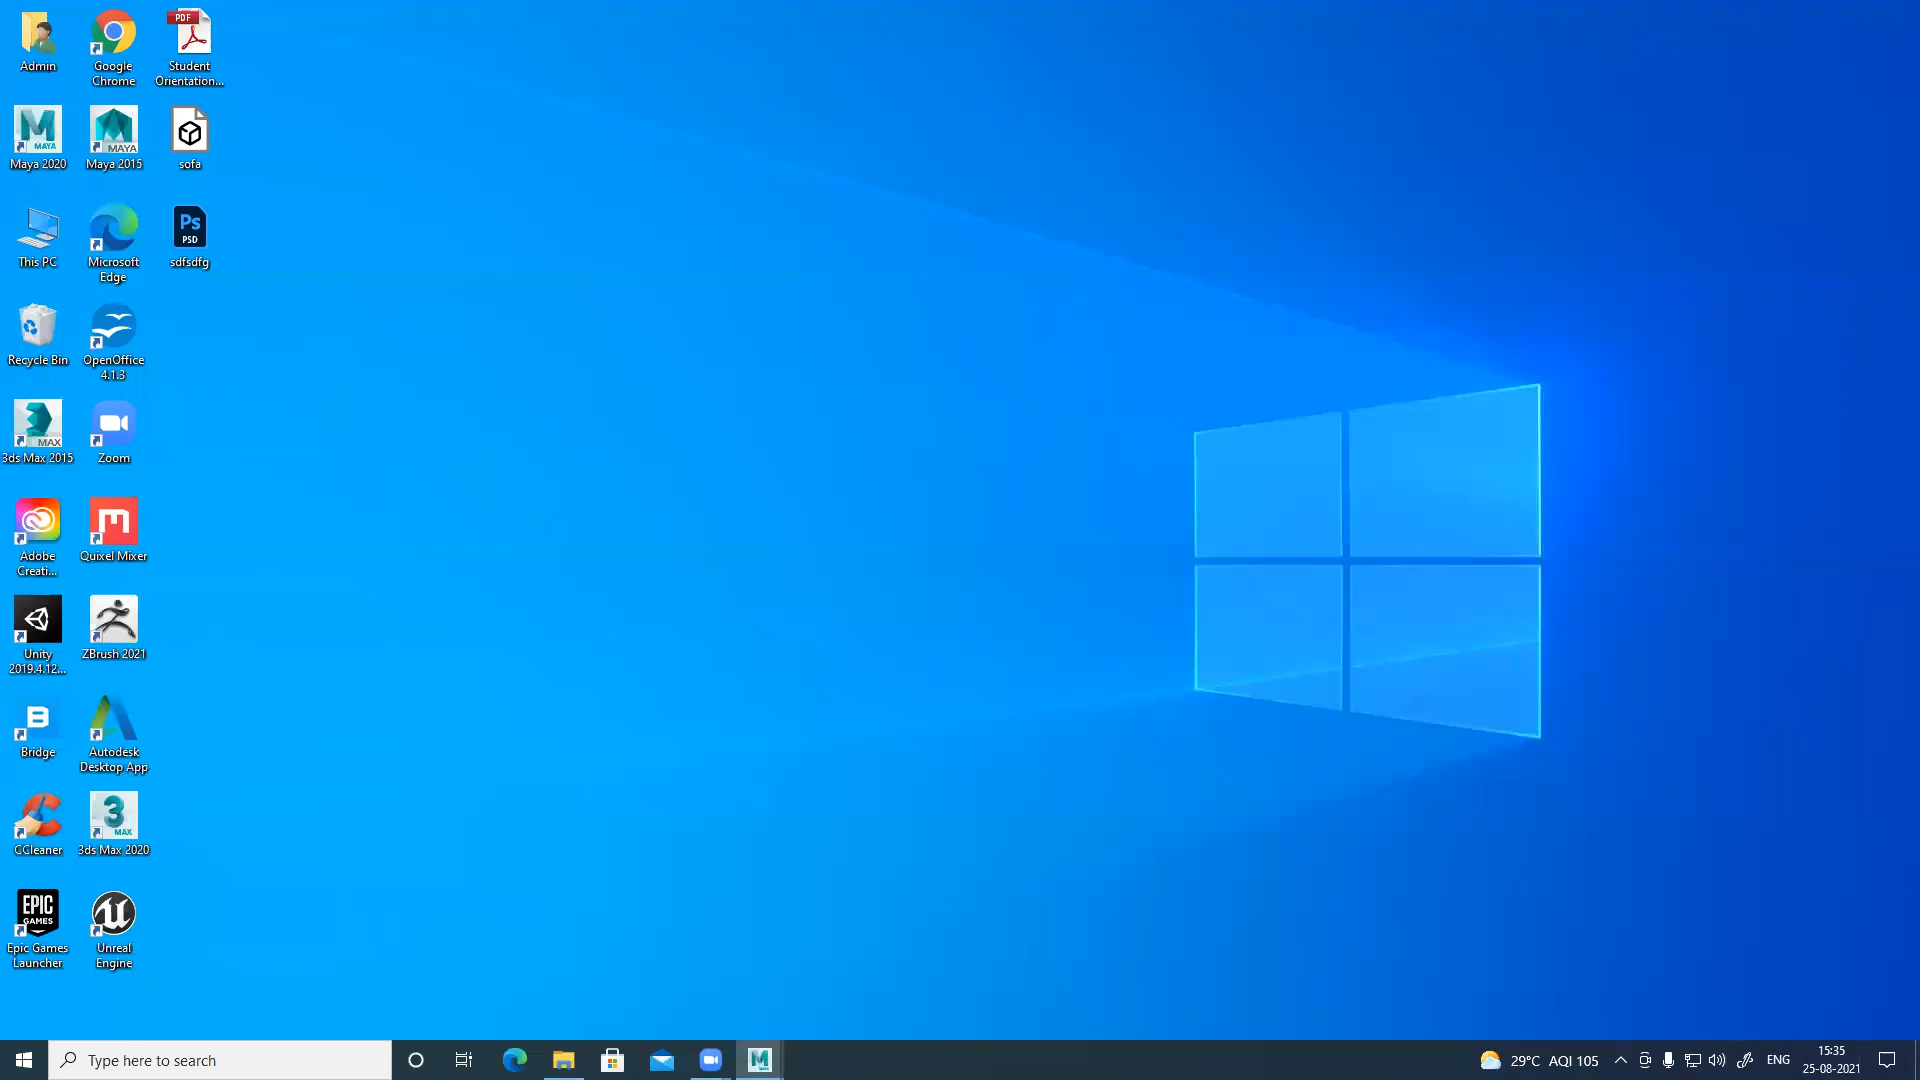 Admin
Google
Chrome
PDF
Student
Orientation...
M
MAYA
Maya 2020
MAYA
Maya 2015
sofa
This PC
Microsoft
Edge
Ps
PSD
sdfsdfg
Recycle Bin
OpenOffice
4.1.3
MAX
3ds Max 2015
Zoom
Adobe
Creati...
Quixel Mixer
Unity
2019.4.12...
ZBrush 2021
B
Bridge
Autodesk
Desktop App
CCleaner
3
MAX
3ds Max 2020
EPIC
GAMES
Epic Games
Launcher
Unreal
Engine
Type here to search
M
29°C AQI 105
ENG
15:35
25-08-2021